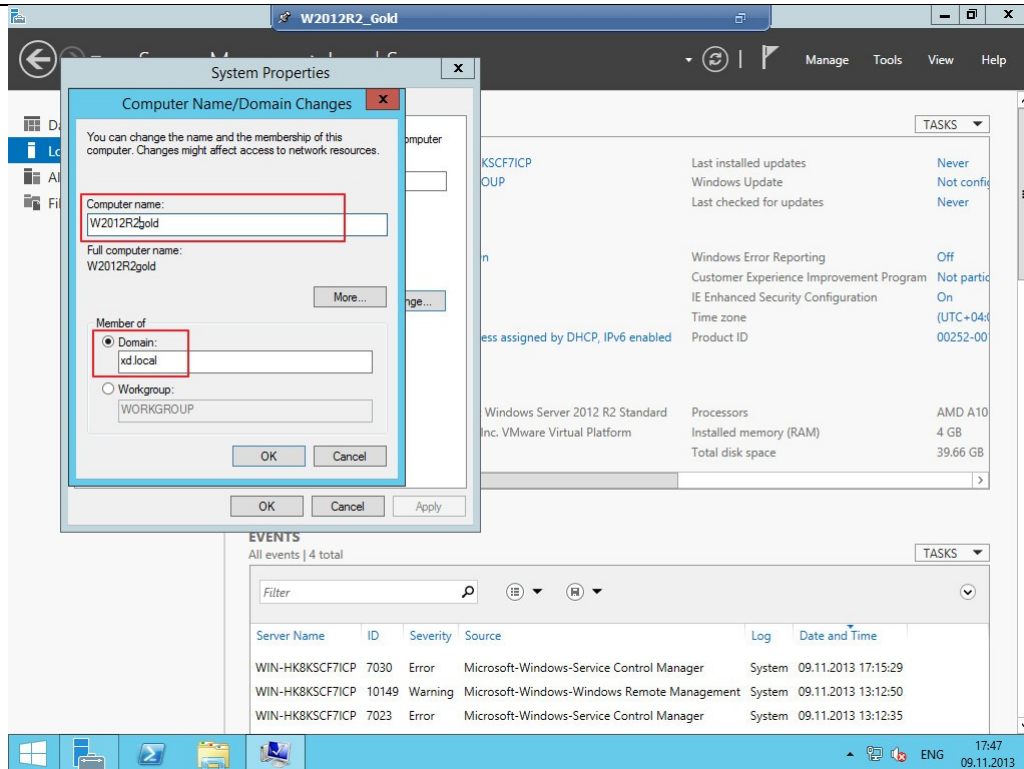 W2012R2_Gold
Manage Tools View Help
System Properties
Computer Name/Domain Changes
You can change the name and the membership of this
computer. Changes might affect access to network resources.
Computer name:
W2012R2gold
Full computer name:
W2012R2gold
More...
Member of
Domain:
xd.local
Workgroup:
WORKGROUP
OK Cancel
OK Cancel Apply
omputer
nge...
TASKS
KSCF7ICP
OUP
Last installed updates Never
Windows Update Not config
Last checked for updates Never
Windows Error Reporting Off
Customer Experience Improvement Program Not partic
IE Enhanced Security Configuration On
Time zone (UTC+04:0
ess assigned by DHCP, IPv6 enabled Product ID 00252-00
Windows Server 2012 R2 Standard Processors AMD A10
Inc. VMware Virtual Platform Installed memory (RAM) 4 GB
Total disk space 39.66 GB
EVENTS
All events | 4 total
TASKS
Filter
Server Name ID Severity Source Log Date and Time
WIN-HK8KSCF7ICP 7030 Error Microsoft-Windows-Service Control Manager System 09.11.2013 17:15:29
WIN-HK8KSCF7ICP 10149 Warning Microsoft-Windows-Windows Remote Management System 09.11.2013 13:12:50
WIN-HK8KSCF7ICP 7023 Error Microsoft-Windows-Service Control Manager System 09.11.2013 13:12:35
ENG 17:47
09.11.2013